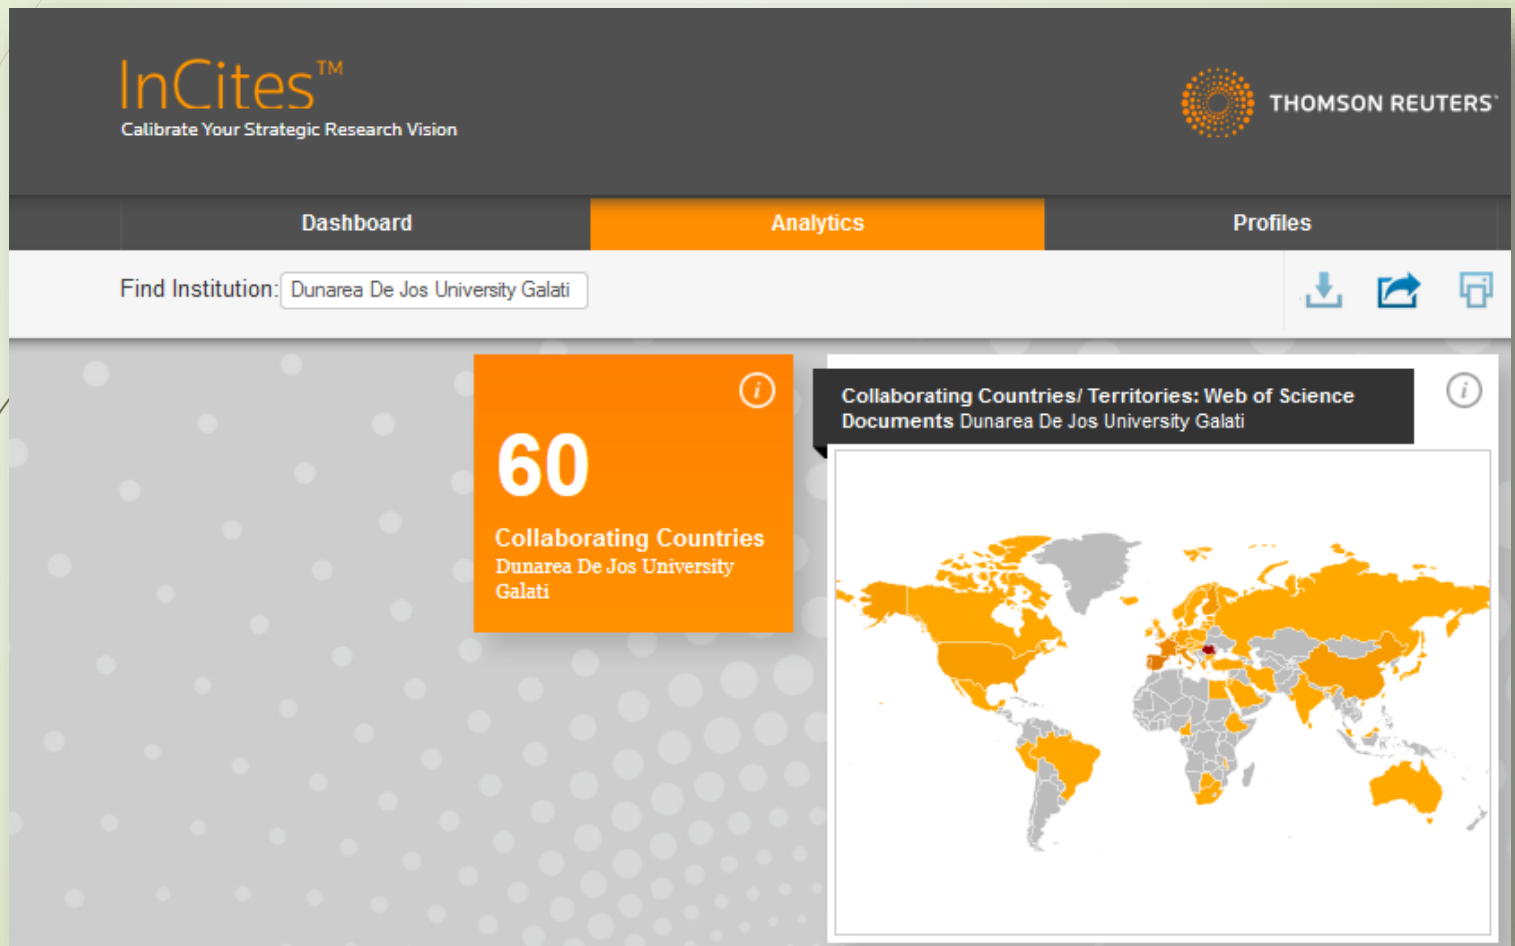 InCites™
Calibrate Your Strategic Research Vision
THOMSON REUTERS™
Dashboard
Analytics
Profiles
Find Institution: Dunarea De Jos University Galati
60
Collaborating Countries
Dunarea De Jos University
Galati
Collaborating Countries/ Territories: Web of Science
Documents Dunarea De Jos University Galati